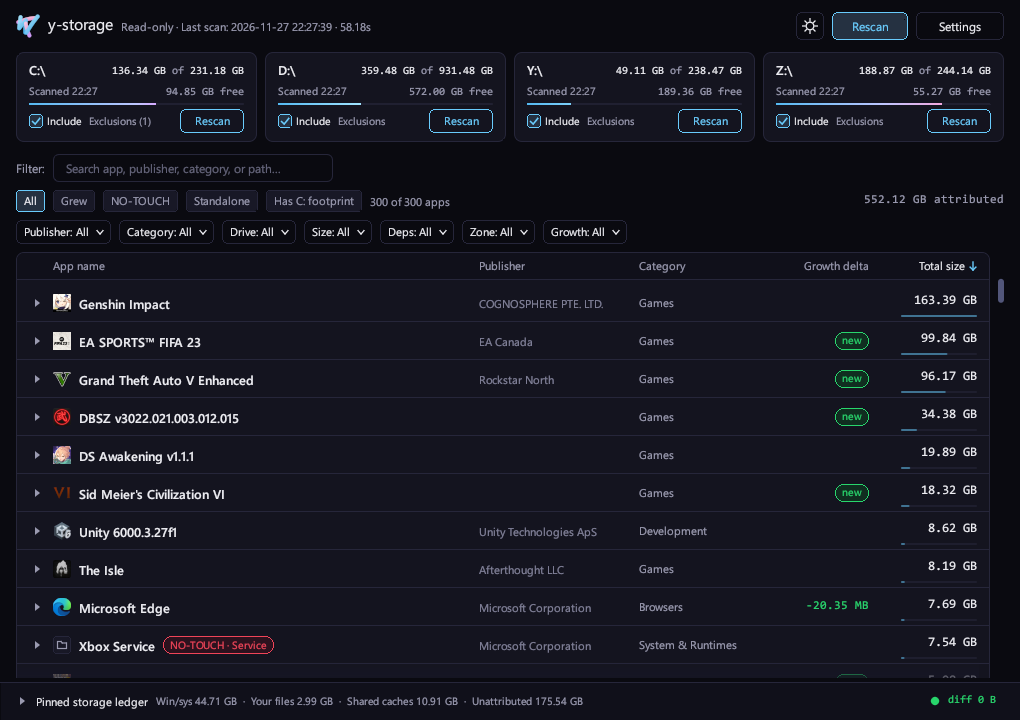 y-storage Read-only · Last scan: 2026-11-27 22:27:39 · 58.18s Rescan Settings
C:\ 136.34 GB of 231.18 GB
Scanned 22:27 94.85 GB free
Include Exclusions (1) Rescan
D:\ 359.48 GB of 931.48 GB
Scanned 22:27 572.00 GB free
Include Exclusions Rescan
Y:\ 49.11 GB of 238.47 GB
Scanned 22:27 189.36 GB free
Include Exclusions Rescan
Z:\ 188.87 GB of 244.14 GB
Scanned 22:27 55.27 GB free
Include Exclusions Rescan
Filter: Search app, publisher, category, or path...
All Grew NO-TOUCH Standalone Has C: footprint 300 of 300 apps 552.12 GB attributed
Publisher: All Category: All Drive: All Size: All Deps: All Zone: All Growth: All
App name Publisher Category Growth delta Total size
Genshin Impact COGNOSPHERE PTE. LTD. Games 163.39 GB
EA SPORTS™ FIFA 23 EA Canada Games new 99.84 GB
Grand Theft Auto V Enhanced Rockstar North Games new 96.17 GB
DBSZ v3022.021.003.012.015 Games new 34.38 GB
DS Awakening v1.1.1 Games 19.89 GB
Sid Meier's Civilization VI Games new 18.32 GB
Unity 6000.3.27f1 Unity Technologies ApS Development 8.62 GB
The Isle Afterthought LLC Games 8.19 GB
Microsoft Edge Microsoft Corporation Browsers -20.35 MB 7.69 GB
Xbox Service NO-TOUCH · Service Microsoft Corporation System & Runtimes 7.54 GB
Pinned storage ledger Win/sys 44.71 GB · Your files 2.99 GB · Shared caches 10.91 GB · Unattributed 175.54 GB diff 0 B